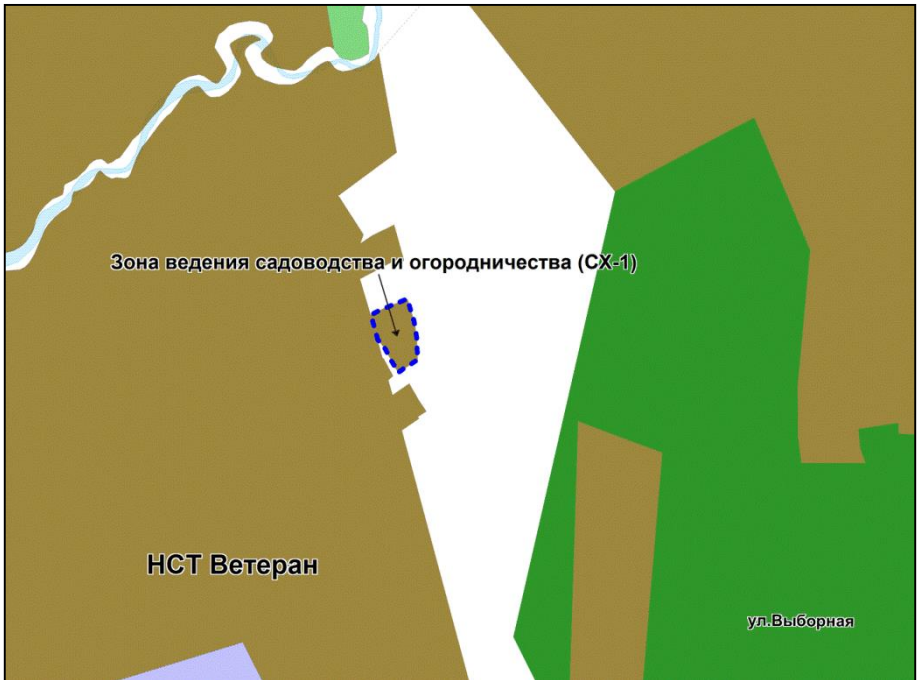 Зона ведения садоводства и огородничества (СХ-1)
НСТ Ветеран
ул.Выборная